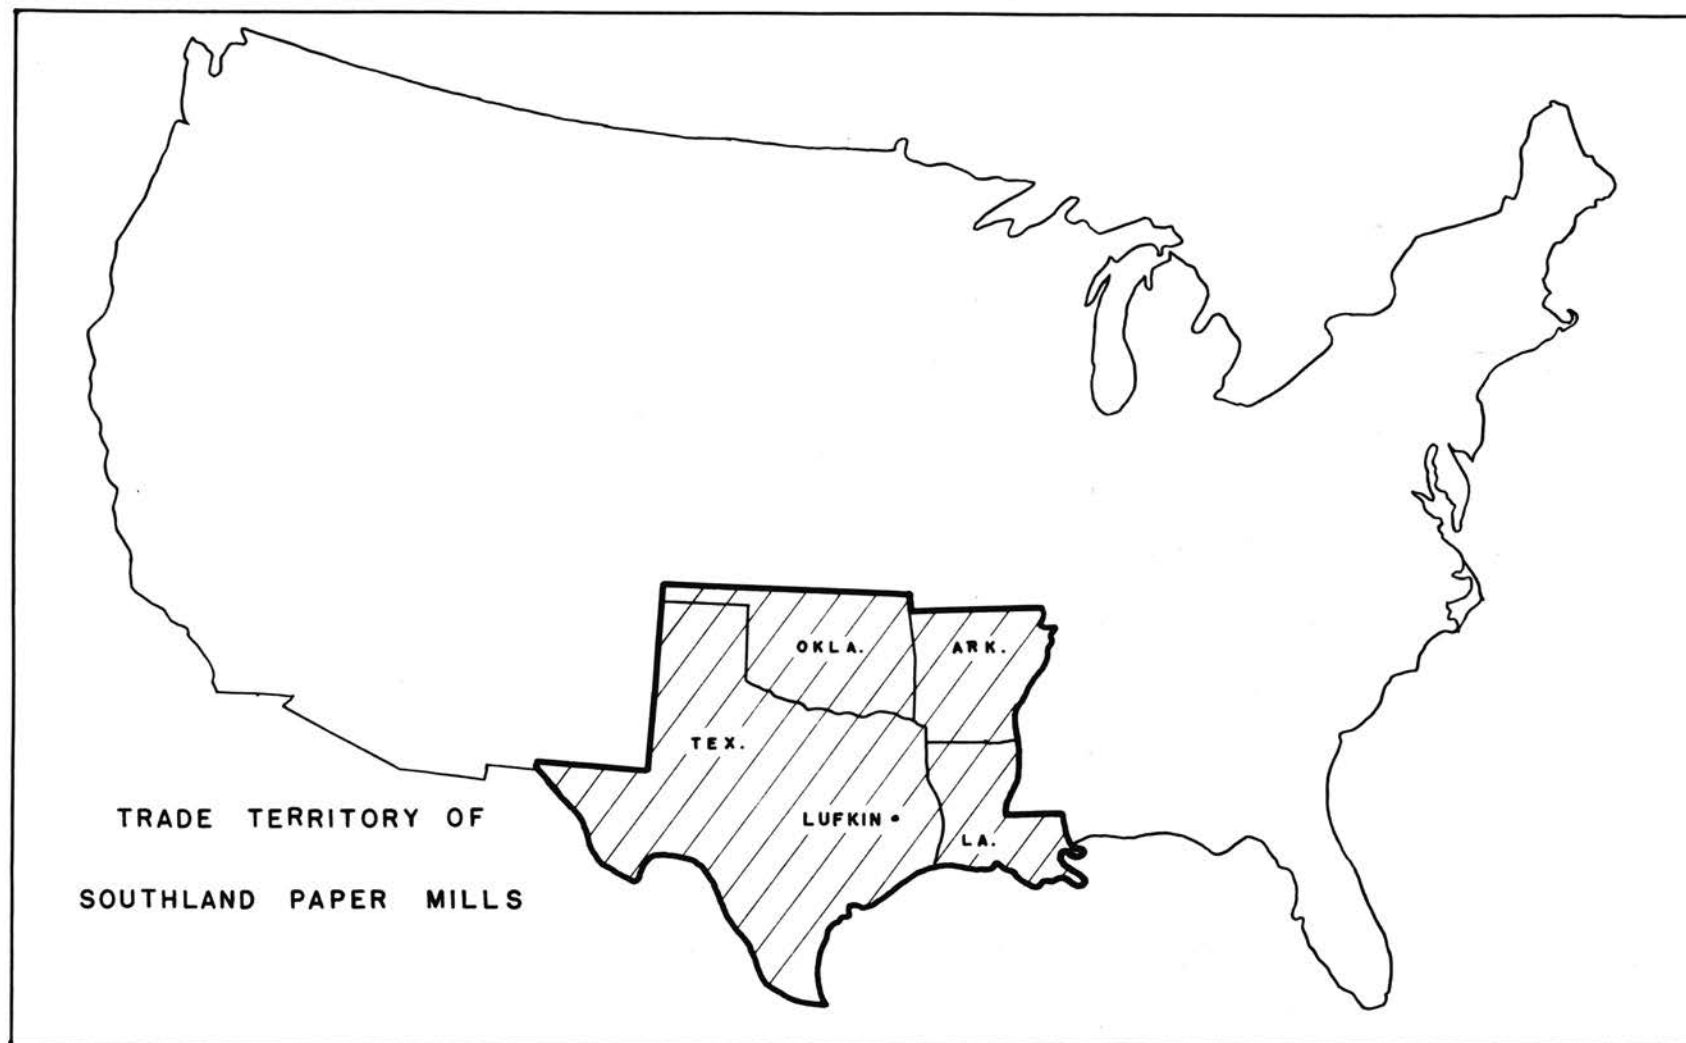 OKLA.
ARK.
TEX.
LUFKIN
LA.
TRADE TERRITORY OF
SOUTHLAND PAPER MILLS